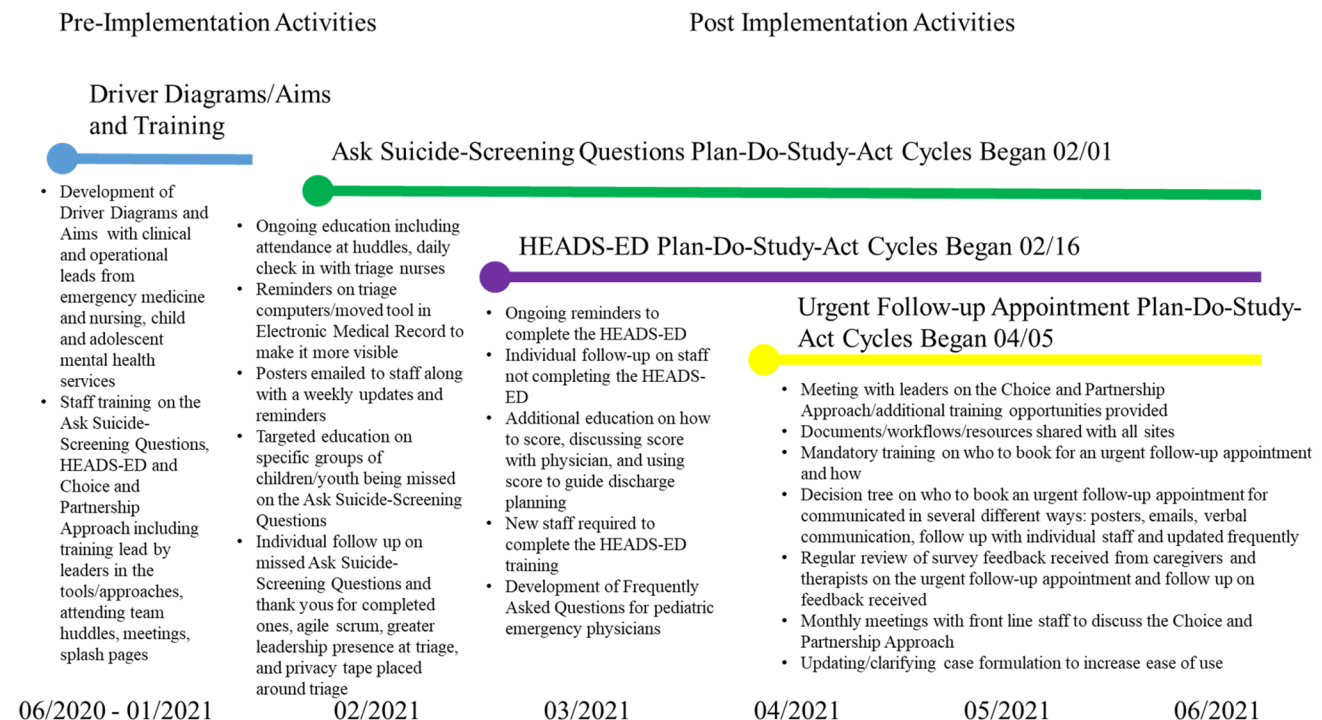 Pre-Implementation Activities
Post Implementation Activities
Driver Diagrams/Aims
and Training
• Development of
Driver Diagrams and
Aims with clinical
and operational
leads from
emergency medicine
and nursing, child
and adolescent
mental health
services
• Staff training on the
Ask Suicide-
Screening Questions,
HEADS-ED and
Choice and
Partnership
Approach including
training lead by
leaders in the
tools/approaches,
attending team
huddles, meetings,
splash pages
Ask Suicide-Screening Questions Plan-Do-Study-Act Cycles Began 02/01
• Ongoing education including
attendance at huddles, daily
check in with triage nurses
• Reminders on triage
computers/moved tool in
Electronic Medical Record to
make it more visible
• Posters emailed to staff along
with a weekly updates and
reminders
• Targeted education on
specific groups of
children/youth being missed
on the Ask Suicide-Screening
Questions
• Individual follow up on
missed Ask Suicide-
Screening Questions and
thank yous for completed
ones, agile scrum, greater
leadership presence at triage,
and privacy tape placed
around triage
HEADS-ED Plan-Do-Study-Act Cycles Began 02/16
• Ongoing reminders to
complete the HEADS-ED
• Individual follow-up on staff
not completing the HEADS-
ED
• Additional education on how
to score, discussing score
with physician, and using
score to guide discharge
planning
• New staff required to
complete the HEADS-ED
training
• Development of Frequently
Asked Questions for pediatric
emergency physicians
Urgent Follow-up Appointment Plan-Do-Study-
Act Cycles Began 04/05
• Meeting with leaders on the Choice and Partnership
Approach/additional training opportunities provided
• Documents/workflows/resources shared with all sites
• Mandatory training on who to book for an urgent follow-up appointment
and how
• Decision tree on who to book an urgent follow-up appointment for
communicated in several different ways: posters, emails, verbal
communication, follow up with individual staff and updated frequently
• Regular review of survey feedback received from caregivers and
therapists on the urgent follow-up appointment and follow up on
feedback received
• Monthly meetings with front line staff to discuss the Choice and
Partnership Approach
• Updating/clarifying case formulation to increase ease of use
06/2020 - 01/2021
02/2021
03/2021
04/2021
05/2021
06/2021